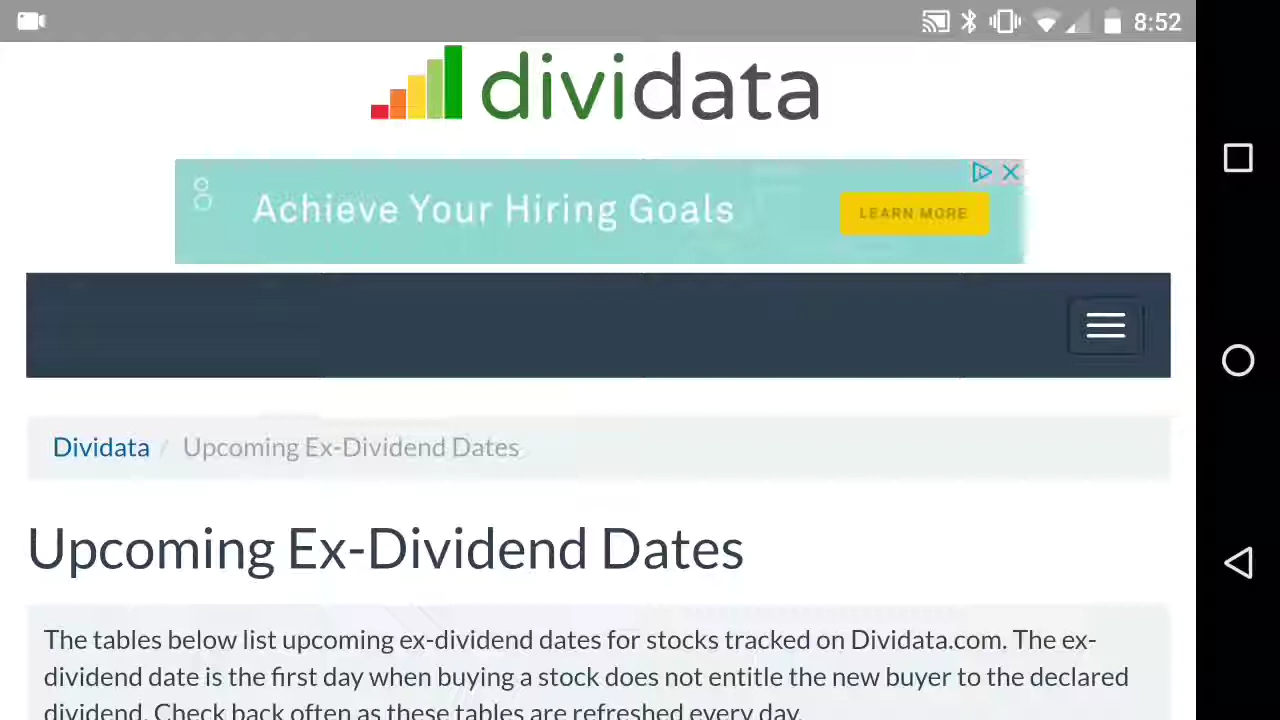 8:52
dividata
Achieve Your Hiring Goals
LEARN MORE
Dividata / Upcoming Ex-Dividend Dates
Upcoming Ex-Dividend Dates
The tables below list upcoming ex-dividend dates for stocks tracked on Dividata.com. The ex-
dividend date is the first day when buying a stock does not entitle the new buyer to the declared
dividend. Check back often as these tables are refreshed every day.